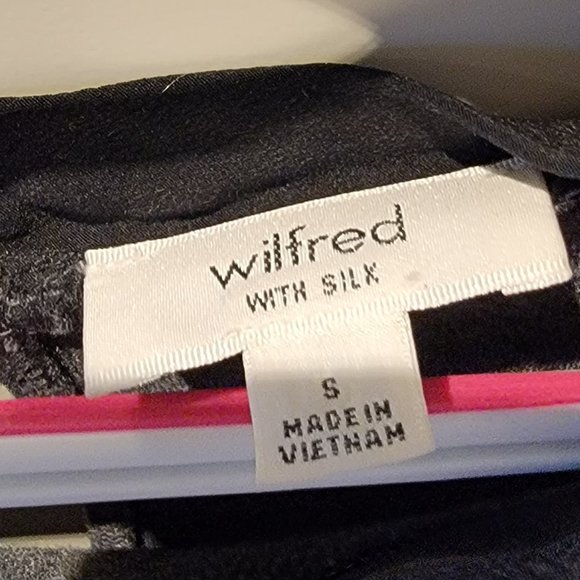 wilfred
WITH SILK
S
MADE IN
VIETNAM